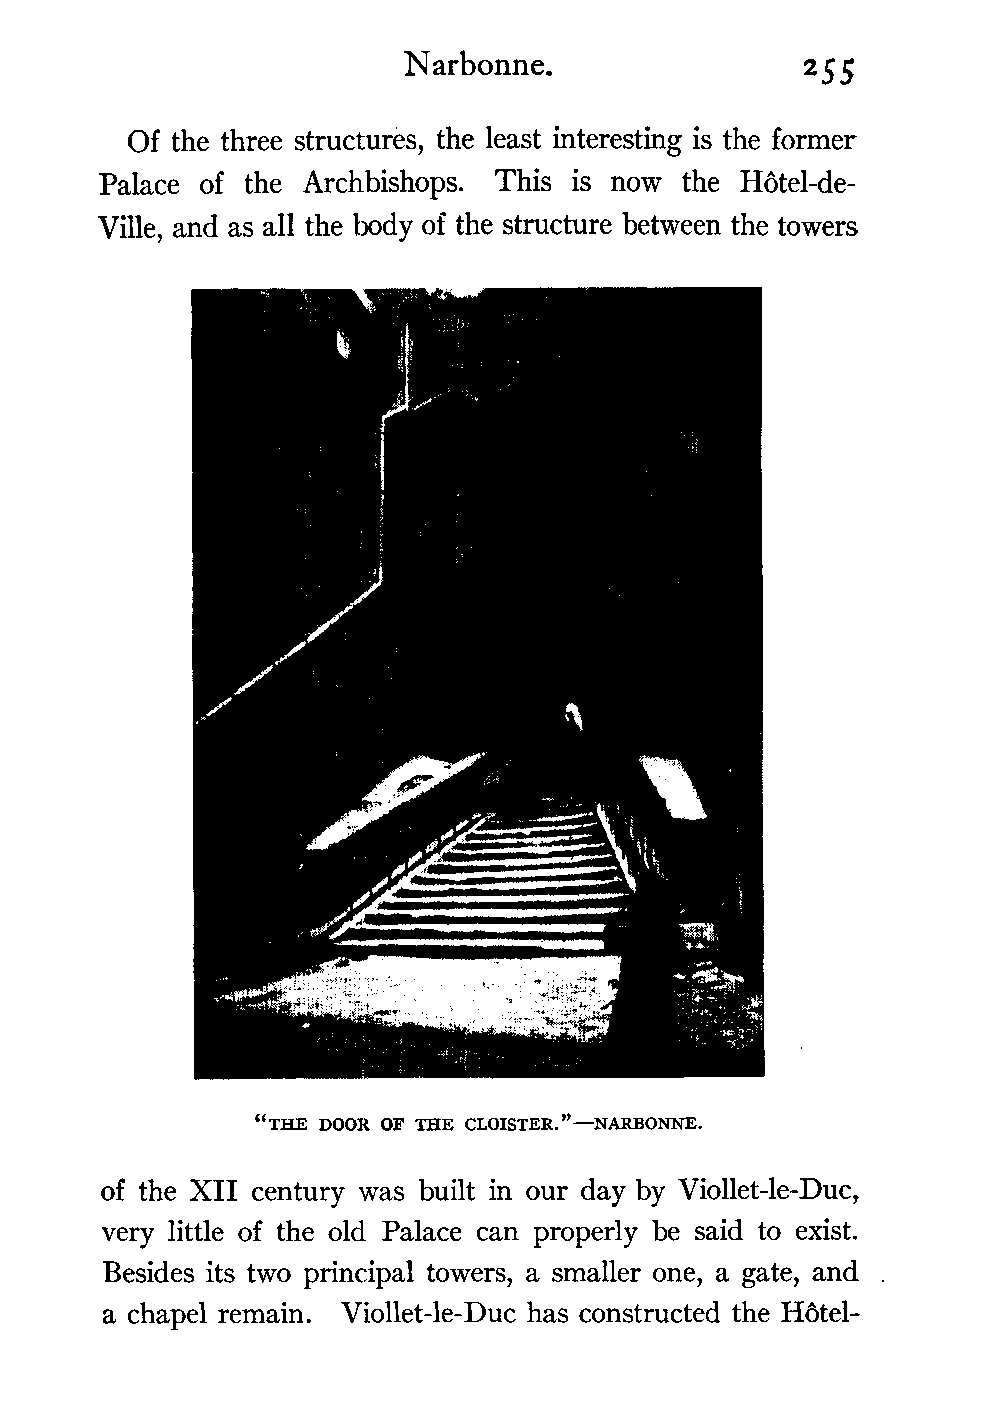 Narbonne. 255
Of the three structures, the least interesting is the former
Palace of the Archbishops. This is now the Hôtel-de-
Ville, and as all the body of the structure between the towers
"THE DOOR OF THE CLOISTER."—NARBONNE.
of the XII century was built in our day by Viollet-le-Duc,
very little of the old Palace can properly be said to exist.
Besides its two principal towers, a smaller one, a gate, and
a chapel remain. Viollet-le-Duc has constructed the Hôtel-